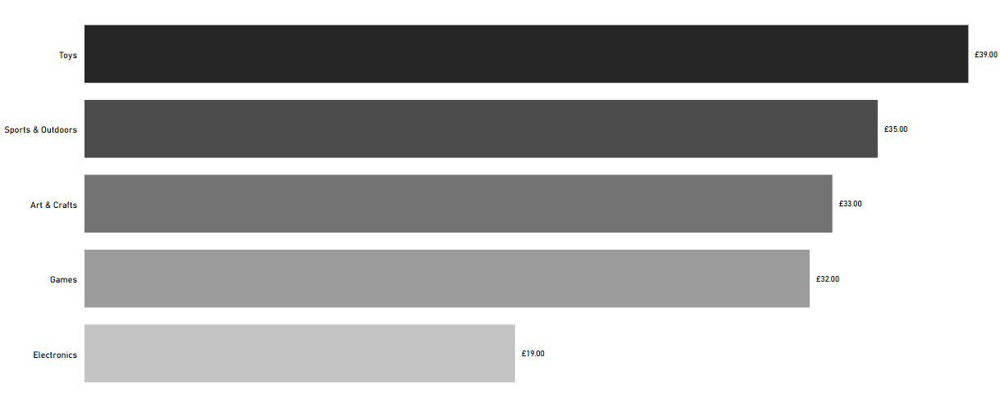 Toys £39.00
Sports & Outdoors £35.00
Art & Crafts £33.00
Games £32.00
Electronics £19.00